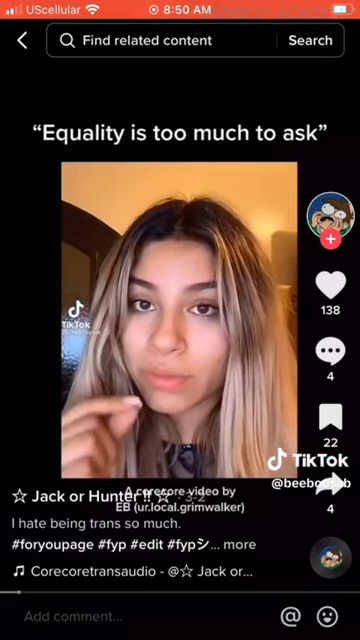 USCellular
8:50 AM
Find related content
Search
“Equality is too much to ask”
TikTok
138
4
22
TikTok
@beeboosab
☆ Jack or Hunter !! ☆ · 3-2
A corecore video by
EB (ur.local.grimwalker)
4
I hate being trans so much.
#foryoupage #fyp #edit #fypシ... more
Corecoretransaudio - @☆ Jack or...
Add comment...